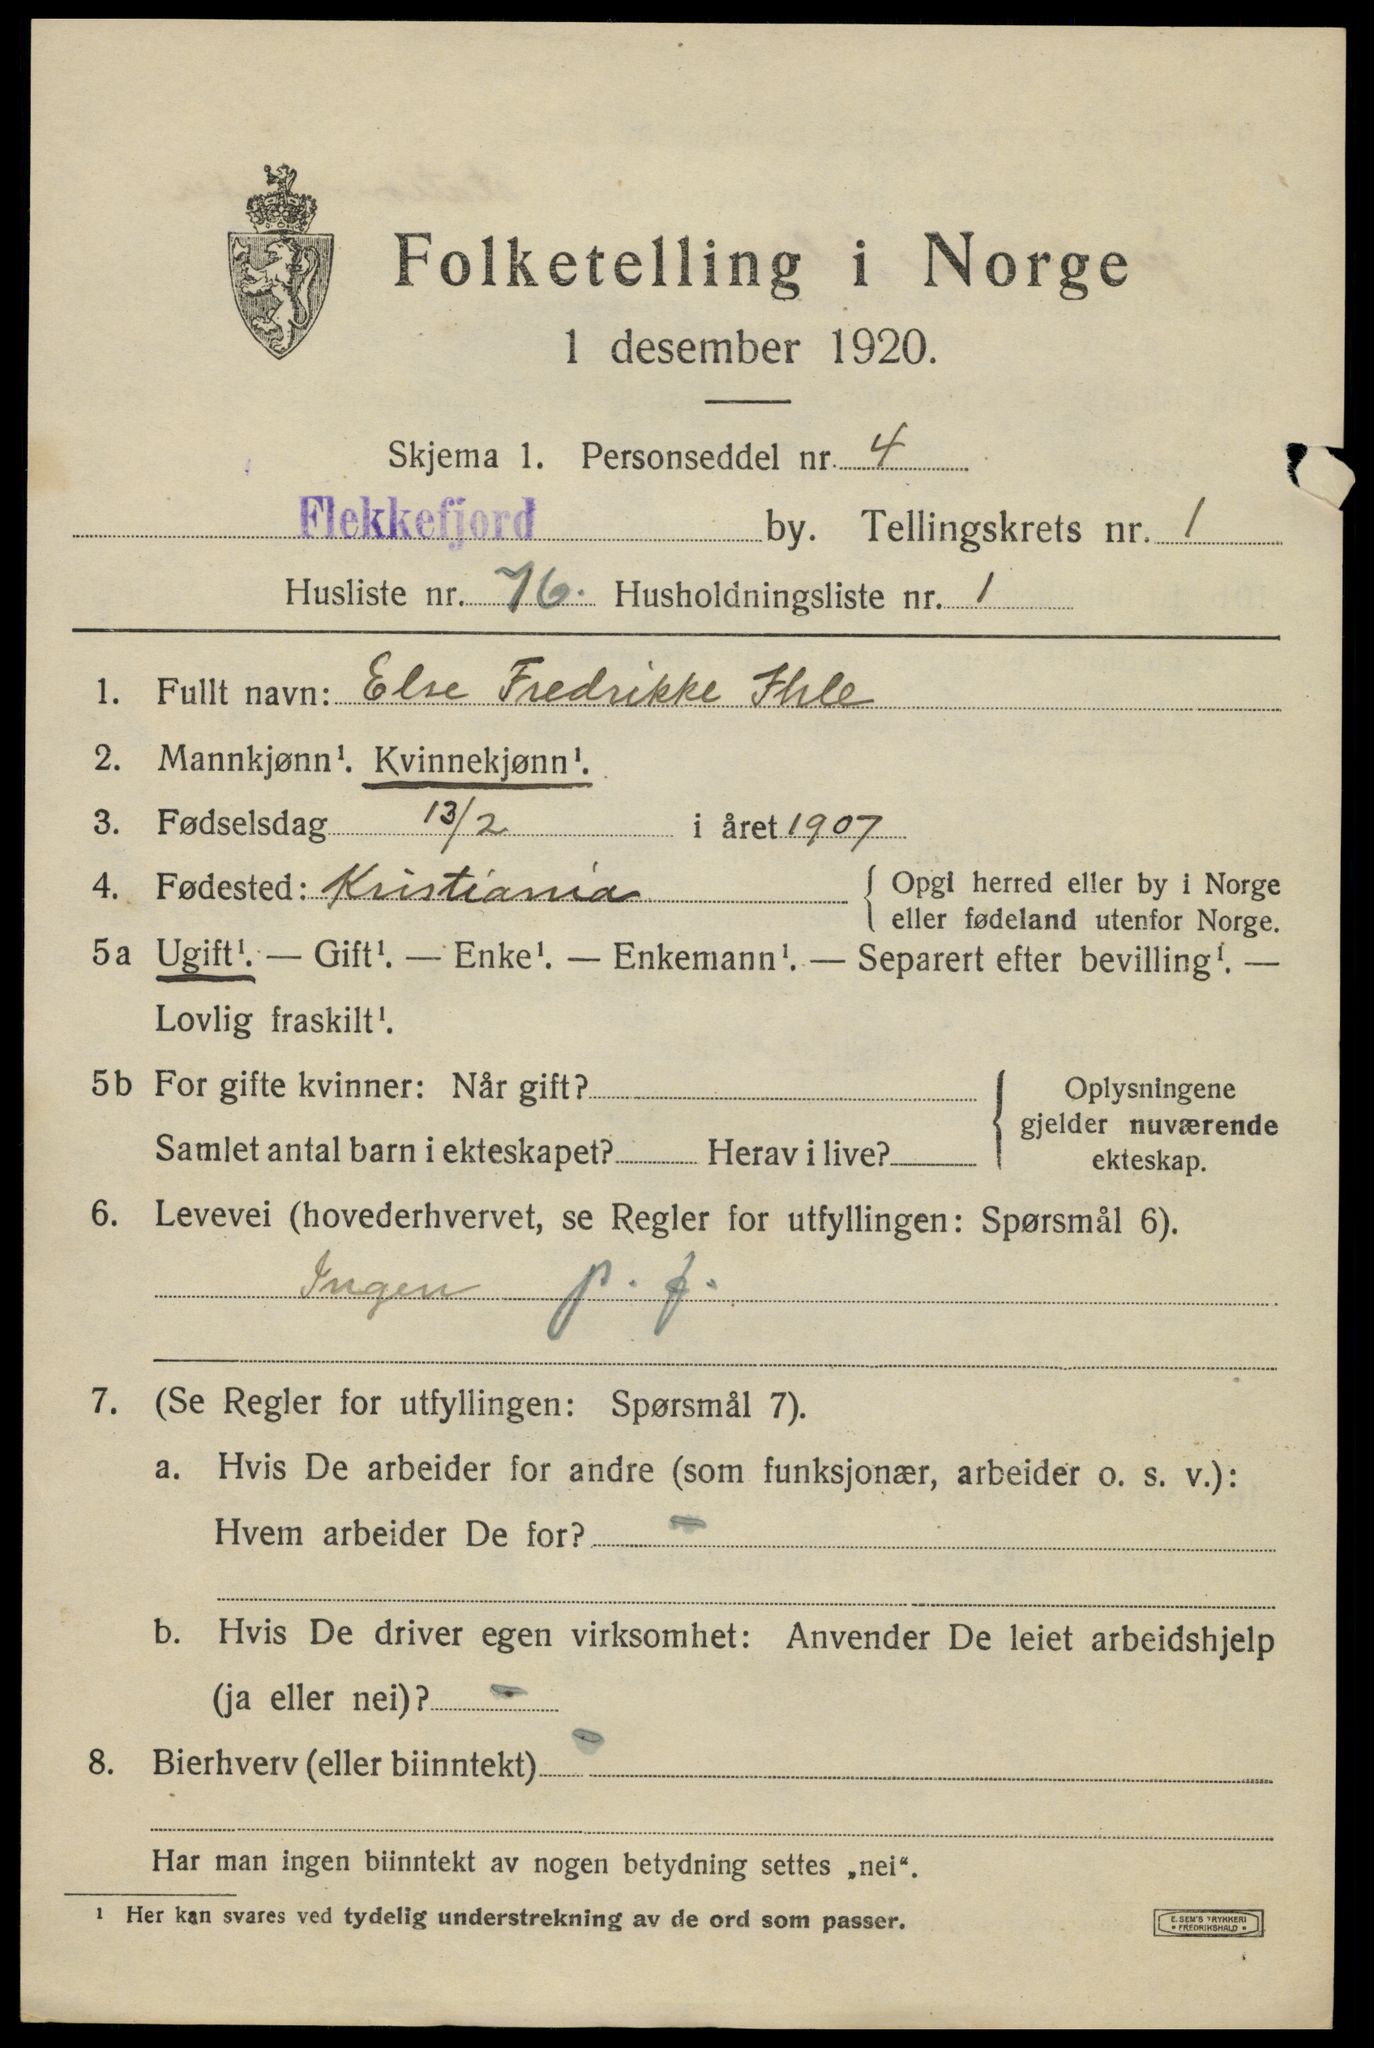 Folketelling i Norge
1 desember 1920.
Skjema 1. Personseddel nr. 4
Flekkefjord by. Tellingskrets nr. 1
Husliste nr. 76. Husholdningsliste nr. 1
1. Fullt navn: Else Fredrikke Ihle
2. Mannkjønn¹. Kvinnekjønn¹.
3. Fødselsdag 13/2 i året 1907
4. Fødested: Kristiania { Opgi herred eller by i Norge
eller fødeland utenfor Norge.
5a Ugift¹. — Gift¹. — Enke¹. — Enkemann¹. — Separert efter bevilling¹. —
Lovlig fraskilt¹.
5b For gifte kvinner: Når gift? { Oplysningene
gjelder nuværende
Samlet antal barn i ekteskapet? Herav i live? ekteskap.
6. Levevei (hovederhvervet, se Regler for utfyllingen: Spørsmål 6).
Ingen p. f.
7. (Se Regler for utfyllingen: Spørsmål 7).
a. Hvis De arbeider for andre (som funksjonær, arbeider o. s. v.):
Hvem arbeider De for? -
b. Hvis De driver egen virksomhet: Anvender De leiet arbeidshjelp
(ja eller nei)? -
8. Bierhverv (eller biinntekt) -
Har man ingen biinntekt av nogen betydning settes „nei“.
¹ Her kan svares ved tydelig understrekning av de ord som passer.
E. SEM'S TRYKKERI
• FREDRIKSHALD •